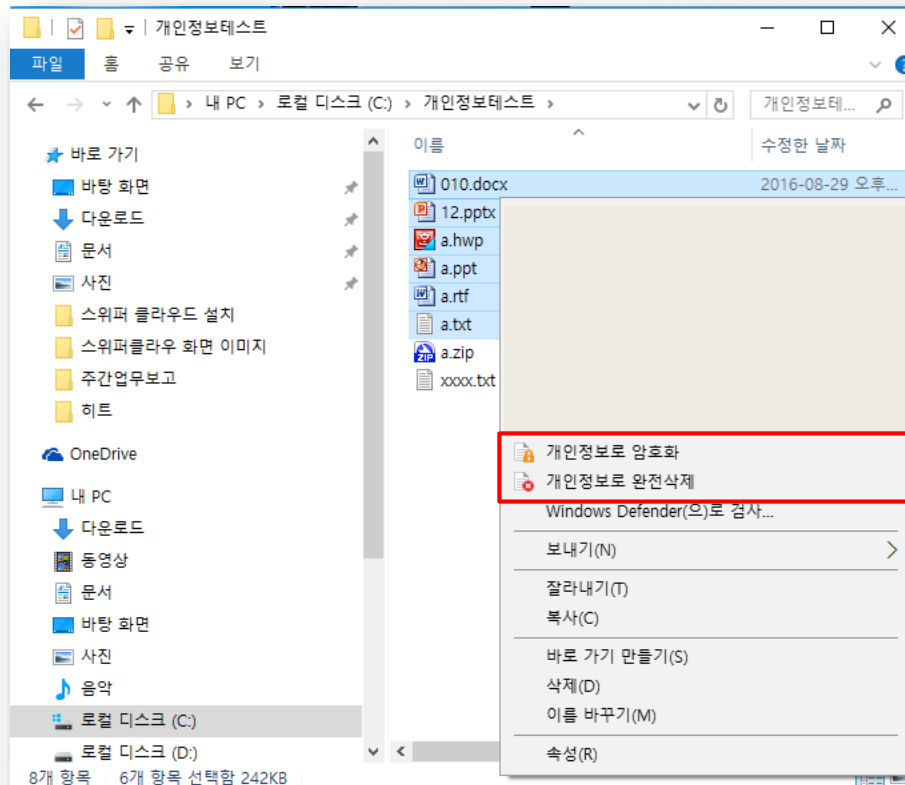 개인정보테스트
파일 홈 공유 보기
내 PC 로컬 디스크 (C:) 개인정보테스트 개인정보테...
바로 가기
바탕 화면
다운로드
문서
사진
스위퍼 클라우드 설치
스위퍼클라우 화면 이미지
주간업무보고
히트
OneDrive
내 PC
다운로드
동영상
문서
바탕 화면
사진
음악
로컬 디스크 (C:)
로컬 디스크 (D:)
이름 수정한 날짜
010.docx 2016-08-29 오후...
12.pptx
a.hwp
a.ppt
a.rtf
a.txt
a.zip
xxxx.txt
개인정보로 암호화
개인정보로 완전삭제
Windows Defender(으)로 검사...
보내기(N)
잘라내기(T)
복사(C)
바로 가기 만들기(S)
삭제(D)
이름 바꾸기(M)
속성(R)
8개 항목 6개 항목 선택함 242KB